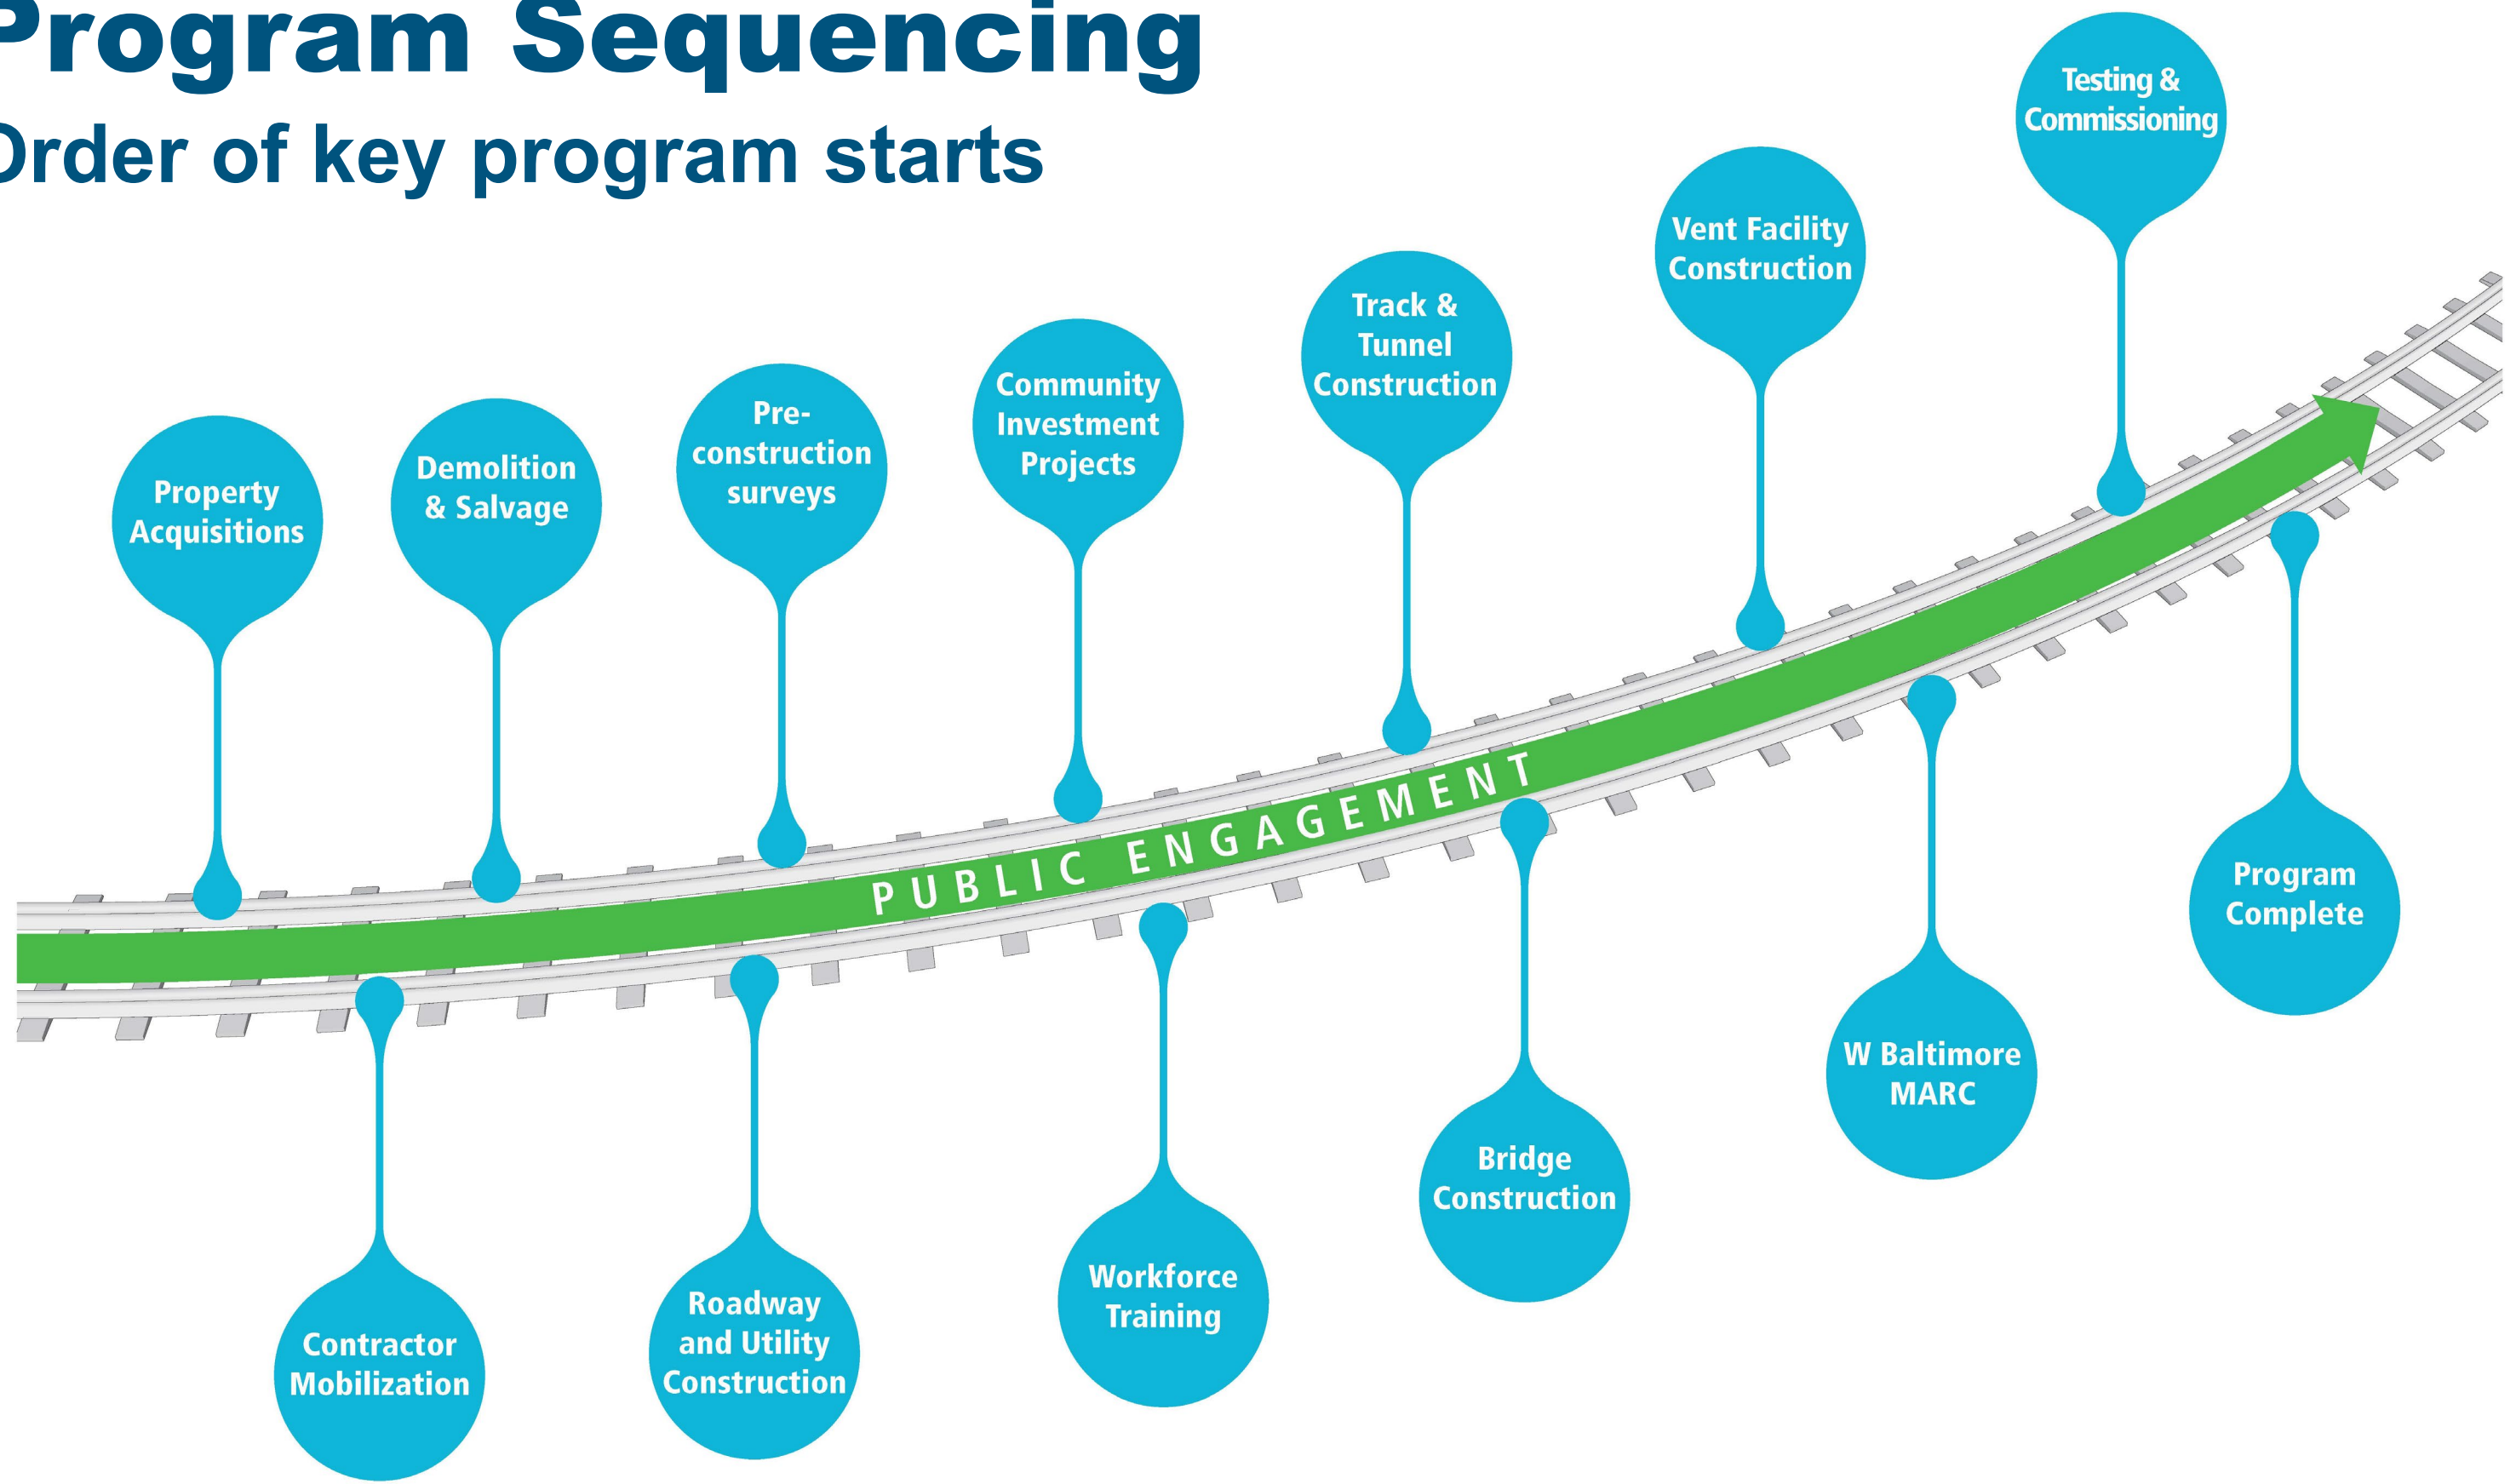 Program Sequencing
Order of key program starts
Testing &
Commissioning
Vent Facility
Construction
Track &
Tunnel
Construction
Community
Investment
Projects
Pre-
construction
surveys
Demolition
& Salvage
Property
Acquisitions
PUBLIC ENGAGEMENT
Contractor
Mobilization
Roadway
and Utility
Construction
Workforce
Training
Bridge
Construction
W Baltimore
MARC
Program
Complete